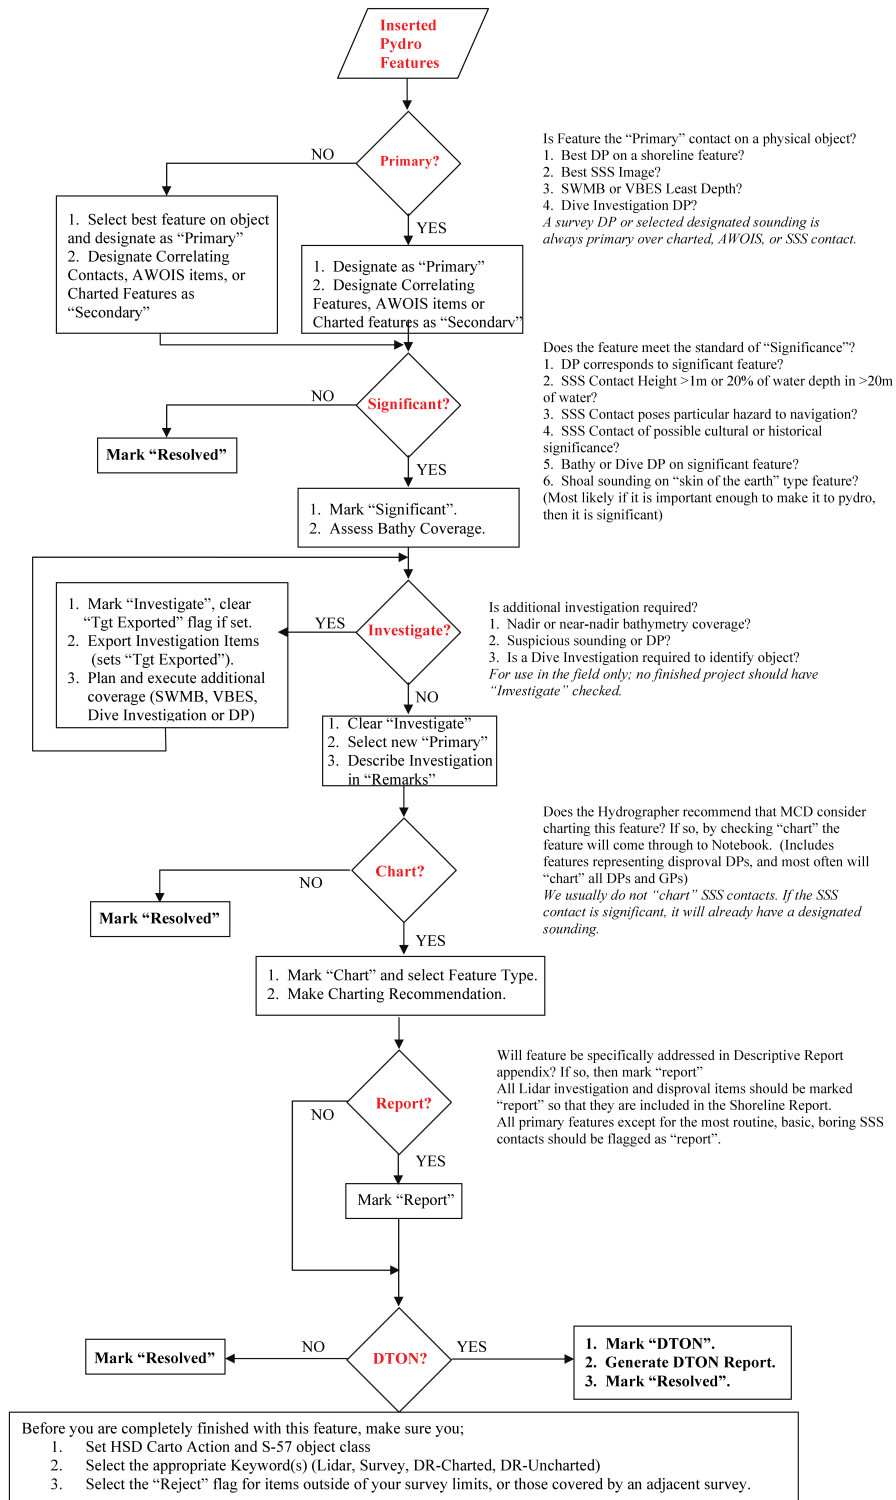 Inserted
Pydro
Features
Primary?
NO
YES
Is Feature the “Primary” contact on a physical object?
1. Best DP on a shoreline feature?
2. Best SSS Image?
3. SWMB or VBES Least Depth?
4. Dive Investigation DP?
A survey DP or selected designated sounding is
always primary over charted, AWOIS, or SSS contact.
1. Select best feature on object
and designate as “Primary”
2. Designate Correlating
Contacts, AWOIS items, or
Charted Features as
“Secondary”
1. Designate as “Primary”
2. Designate Correlating
Features, AWOIS items or
Charted features as “Secondary”
Does the feature meet the standard of “Significance”?
1. DP corresponds to significant feature?
2. SSS Contact Height >1m or 20% of water depth in >20m
of water?
3. SSS Contact poses particular hazard to navigation?
4. SSS Contact of possible cultural or historical
significance?
5. Bathy or Dive DP on significant feature?
6. Shoal sounding on “skin of the earth” type feature?
(Most likely if it is important enough to make it to pydro,
then it is significant)
Significant?
NO
YES
Mark “Resolved”
1. Mark “Significant”.
2. Assess Bathy Coverage.
Investigate?
YES
NO
1. Mark “Investigate”, clear
“Tgt Exported” flag if set.
2. Export Investigation Items
(sets “Tgt Exported”).
3. Plan and execute additional
coverage (SWMB, VBES,
Dive Investigation or DP)
Is additional investigation required?
1. Nadir or near-nadir bathymetry coverage?
2. Suspicious sounding or DP?
3. Is a Dive Investigation required to identify object?
For use in the field only; no finished project should have
“Investigate” checked.
1. Clear “Investigate”
2. Select new “Primary”
3. Describe Investigation
in “Remarks”
Does the Hydrographer recommend that MCD consider
charting this feature? If so, by checking “chart” the
feature will come through to Notebook. (Includes
features representing disproval DPs, and most often will
“chart” all DPs and GPs)
We usually do not “chart” SSS contacts. If the SSS
contact is significant, it will already have a designated
sounding.
Chart?
NO
YES
Mark “Resolved”
1. Mark “Chart” and select Feature Type.
2. Make Charting Recommendation.
Will feature be specifically addressed in Descriptive Report
appendix? If so, then mark “report”
All Lidar investigation and disproval items should be marked
“report” so that they are included in the Shoreline Report.
All primary features except for the most routine, basic, boring SSS
contacts should be flagged as “report”.
Report?
NO
YES
Mark “Report”
DTON?
NO
YES
Mark “Resolved”
1. Mark “DTON”.
2. Generate DTON Report.
3. Mark “Resolved”.
Before you are completely finished with this feature, make sure you;
1. Set HSD Carto Action and S-57 object class
2. Select the appropriate Keyword(s) (Lidar, Survey, DR-Charted, DR-Uncharted)
3. Select the “Reject” flag for items outside of your survey limits, or those covered by an adjacent survey.